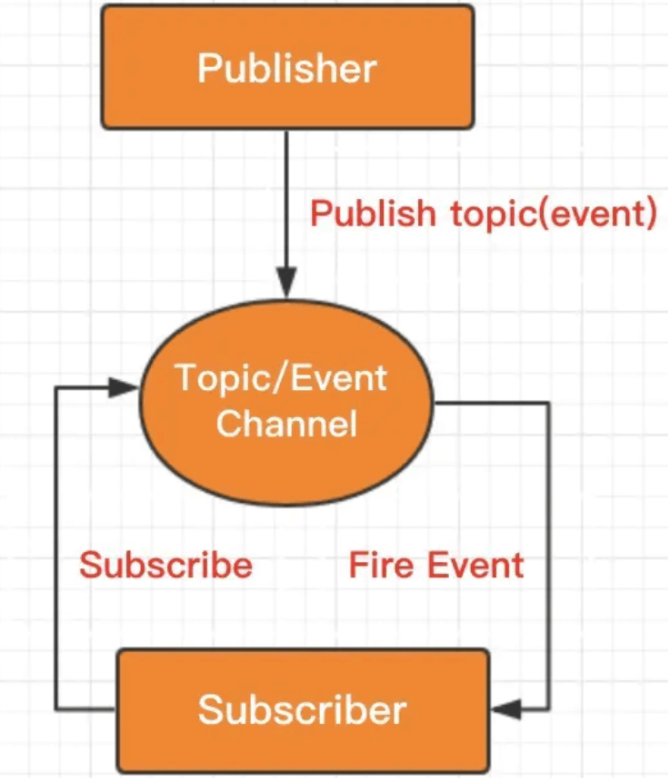 Publisher
Publish topic(event)
Topic/Event
Channel
Subscribe
Fire Event
Subscriber